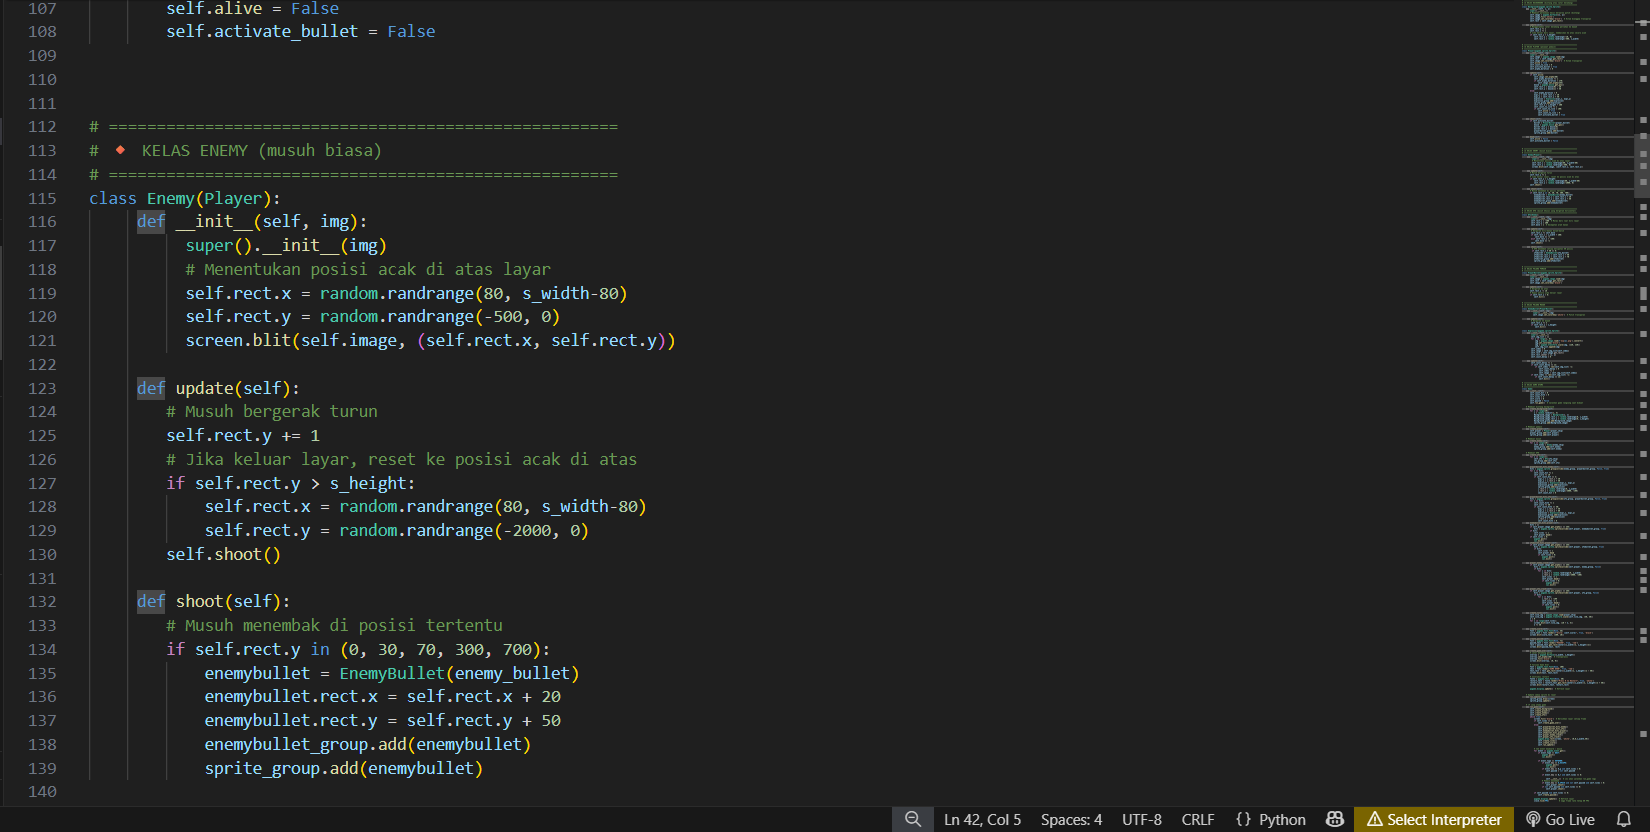 107 self.alive = False
108 self.activate_bullet = False
109
110
111
112 # =====================================================
113 # 🔸 KELAS ENEMY (musuh biasa)
114 # =====================================================
115 class Enemy(Player):
116 def __init__(self, img):
117 super().__init__(img)
118 # Menentukan posisi acak di atas layar
119 self.rect.x = random.randrange(80, s_width-80)
120 self.rect.y = random.randrange(-500, 0)
121 screen.blit(self.image, (self.rect.x, self.rect.y))
122
123 def update(self):
124 # Musuh bergerak turun
125 self.rect.y += 1
126 # Jika keluar layar, reset ke posisi acak di atas
127 if self.rect.y > s_height:
128 self.rect.x = random.randrange(80, s_width-80)
129 self.rect.y = random.randrange(-2000, 0)
130 self.shoot()
131
132 def shoot(self):
133 # Musuh menembak di posisi tertentu
134 if self.rect.y in (0, 30, 70, 300, 700):
135 enemybullet = EnemyBullet(enemy_bullet)
136 enemybullet.rect.x = self.rect.x + 20
137 enemybullet.rect.y = self.rect.y + 50
138 enemybullet_group.add(enemybullet)
139 sprite_group.add(enemybullet)
140
Ln 42, Col 5 Spaces: 4 UTF-8 CRLF {} Python Select Interpreter Go Live